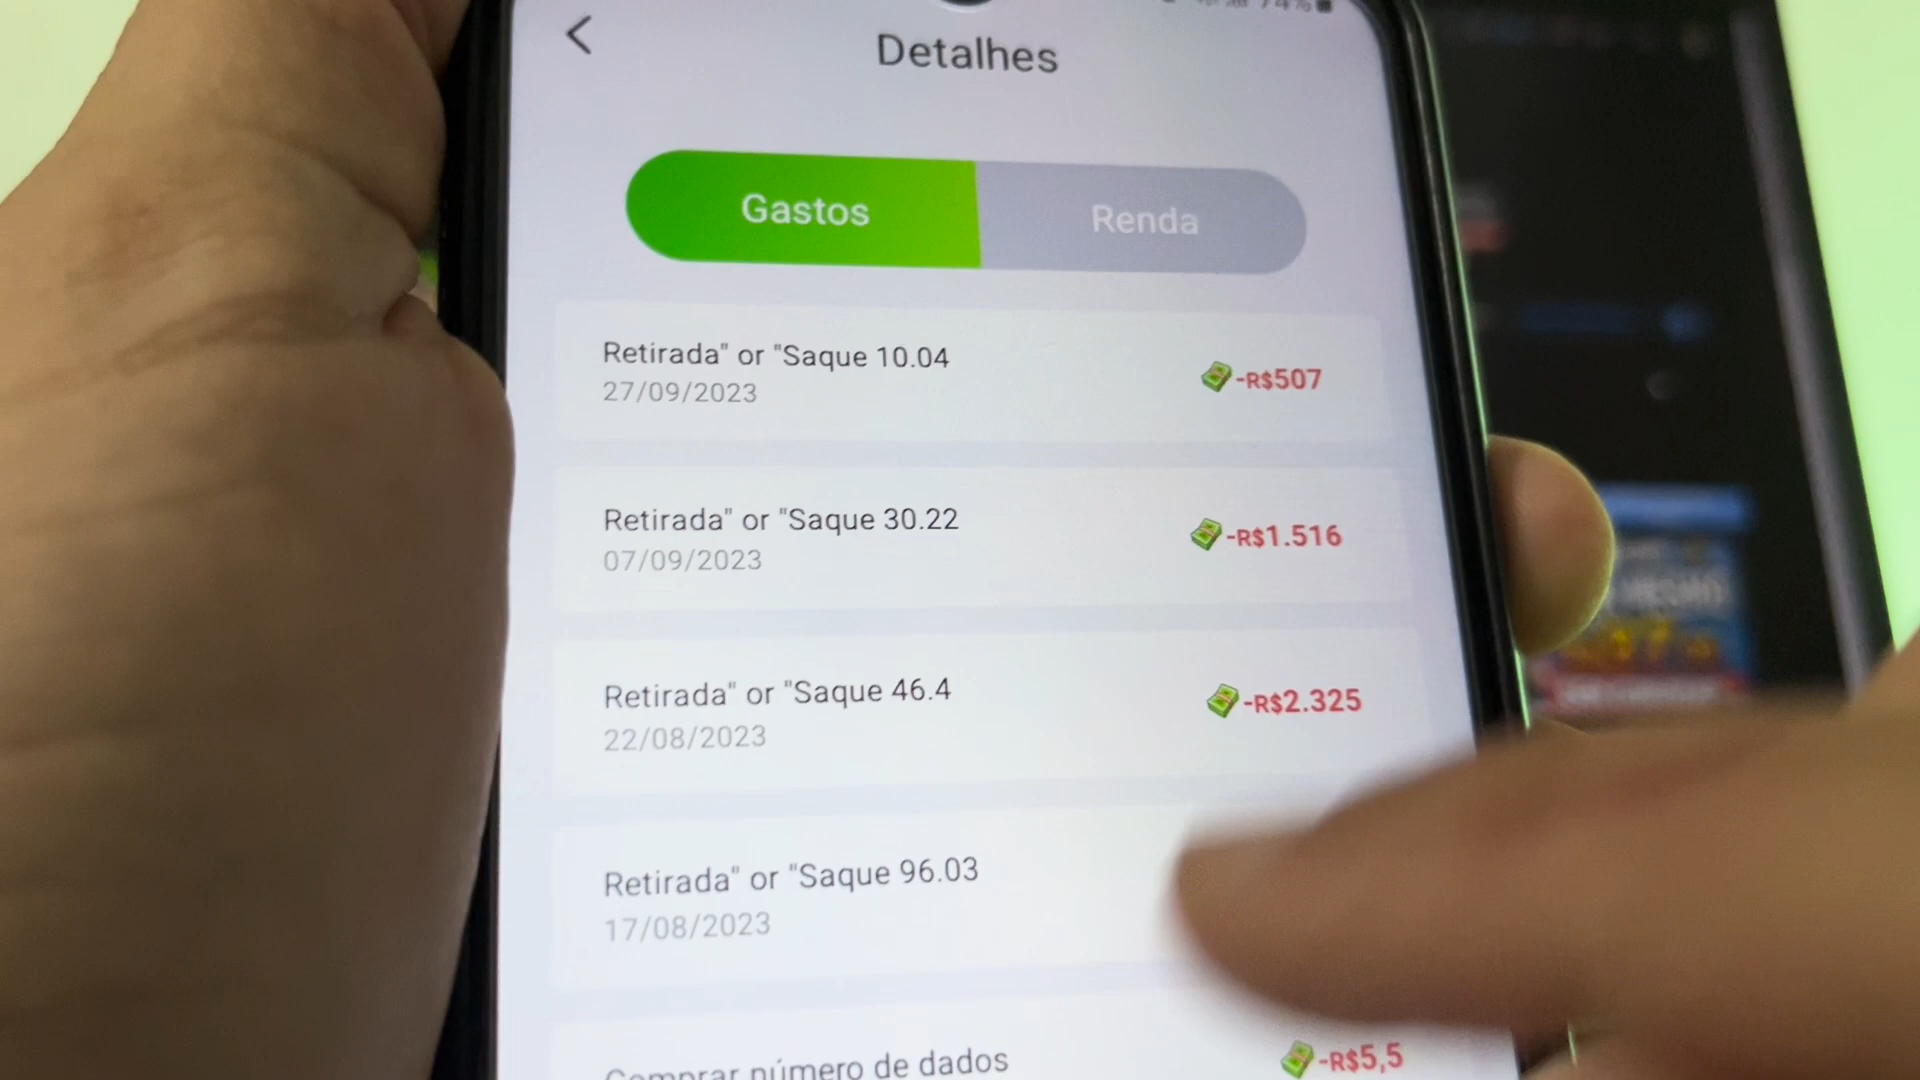 Detalhes
Gastos
Renda
Retirada" or "Saque 10.04
27/09/2023
-R$507
Retirada" or "Saque 30.22
07/09/2023
-R$1.516
Retirada" or "Saque 46.4
22/08/2023
-R$2.325
Retirada" or "Saque 96.03
17/08/2023
Comprar número de dados
-R$5,5